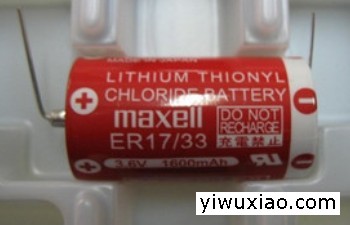 MADE IN JAPAN
LITHIUM THIONYL
CHLORIDE BATTERY
maxell
DO NOT
RECHARGE
ER17/33
充電禁止
3.6V 1600mAh
yiwuxiao.com